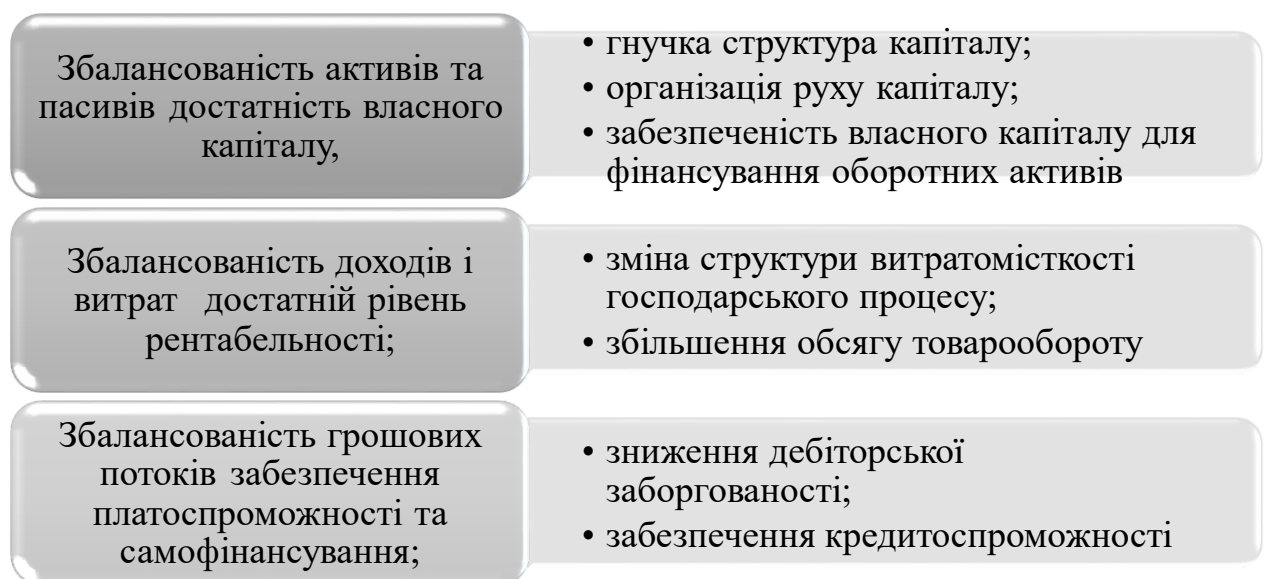 Збалансованість активів та
пасивів достатність власного
капіталу,
• гнучка структура капіталу;
• організація руху капіталу;
• забезпеченість власного капіталу для
фінансування оборотних активів
Збалансованість доходів і
витрат достатній рівень
рентабельності;
• зміна структури витратомісткості
господарського процесу;
• збільшення обсягу товарообороту
Збалансованість грошових
потоків забезпечення
платоспроможності та
самофінансування;
• зниження дебіторської
заборгованості;
• забезпечення кредитоспроможності